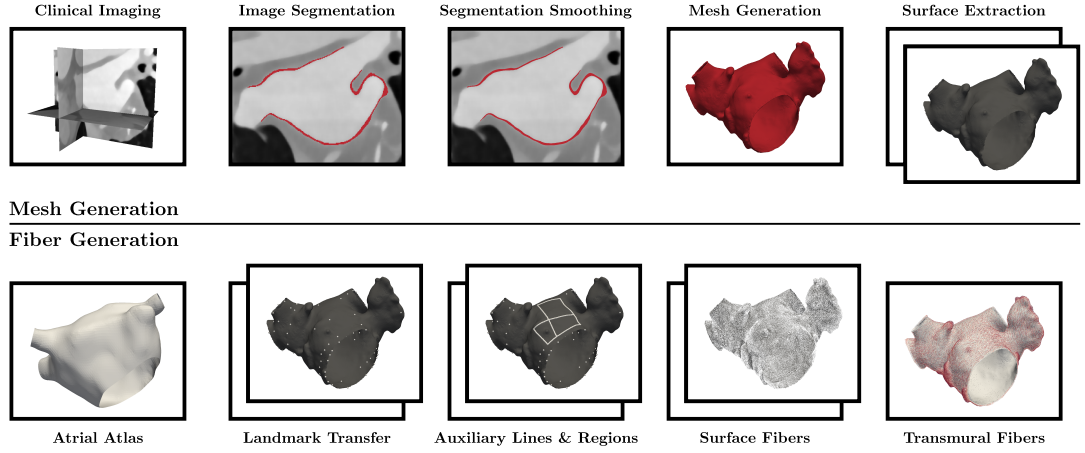 Clinical Imaging
Image Segmentation
Segmentation Smoothing
Mesh Generation
Surface Extraction
Mesh Generation
Fiber Generation
Atrial Atlas
Landmark Transfer
Auxiliary Lines & Regions
Surface Fibers
Transmural Fibers